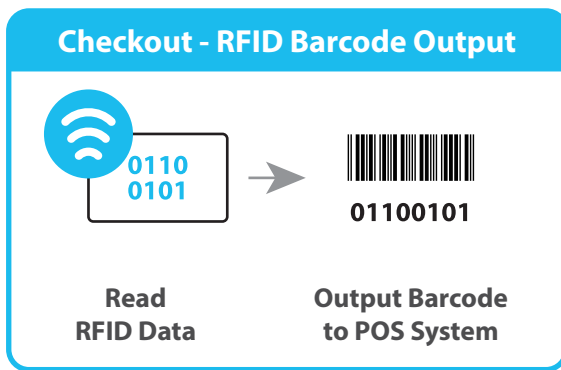 Checkout - RFID Barcode Output
0110
0101
01100101
Read
RFID Data
Output Barcode
to POS System